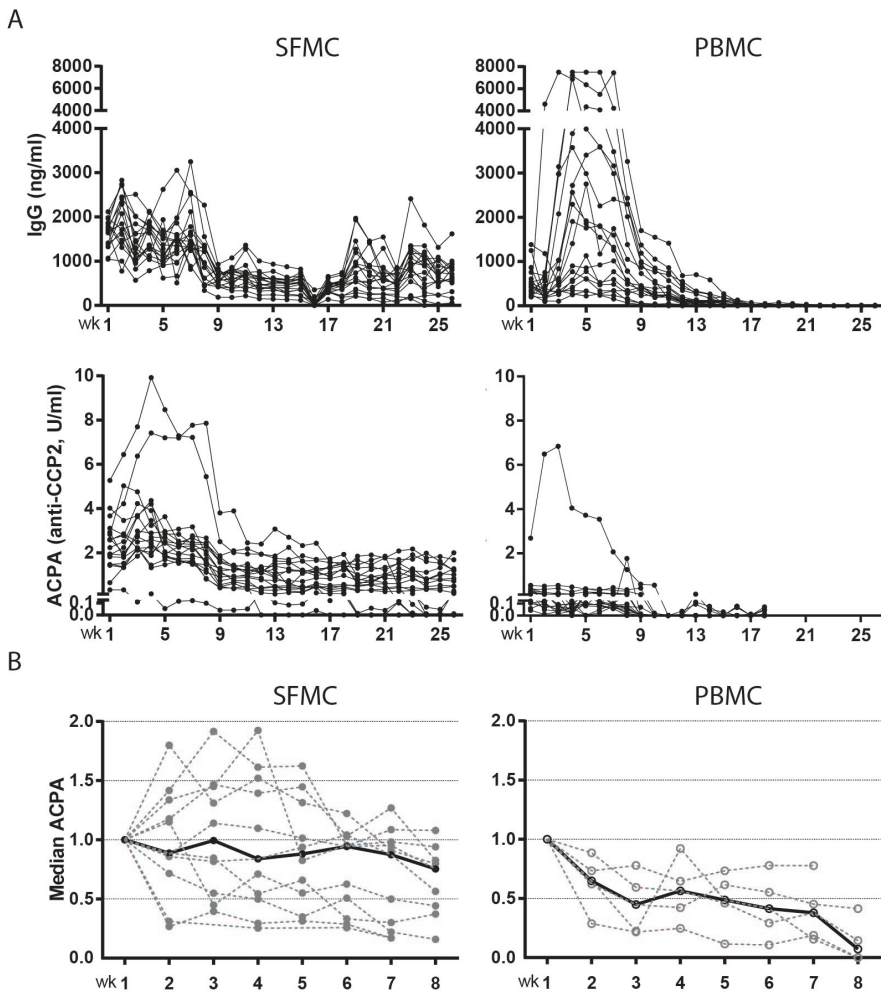 A
SFMC
PBMC
IgG (ng/ml)
8000
6000
4000
4000
3000
2000
1000
0
wk 1 5 9 13 17 21 25
8000
6000
4000
4000
3000
2000
1000
0
wk 1 5 9 13 17 21 25
ACPA (anti-CCP2, U/ml)
10
8
6
4
2
0.1
0.0
wk 1 5 9 13 17 21 25
10
8
6
4
2
0.1
0.0
wk 1 5 9 13 17 21 25
B
SFMC
PBMC
Median ACPA
2.0
1.5
1.0
0.5
0.0
wk 1 2 3 4 5 6 7 8
2.0
1.5
1.0
0.5
0.0
wk 1 2 3 4 5 6 7 8